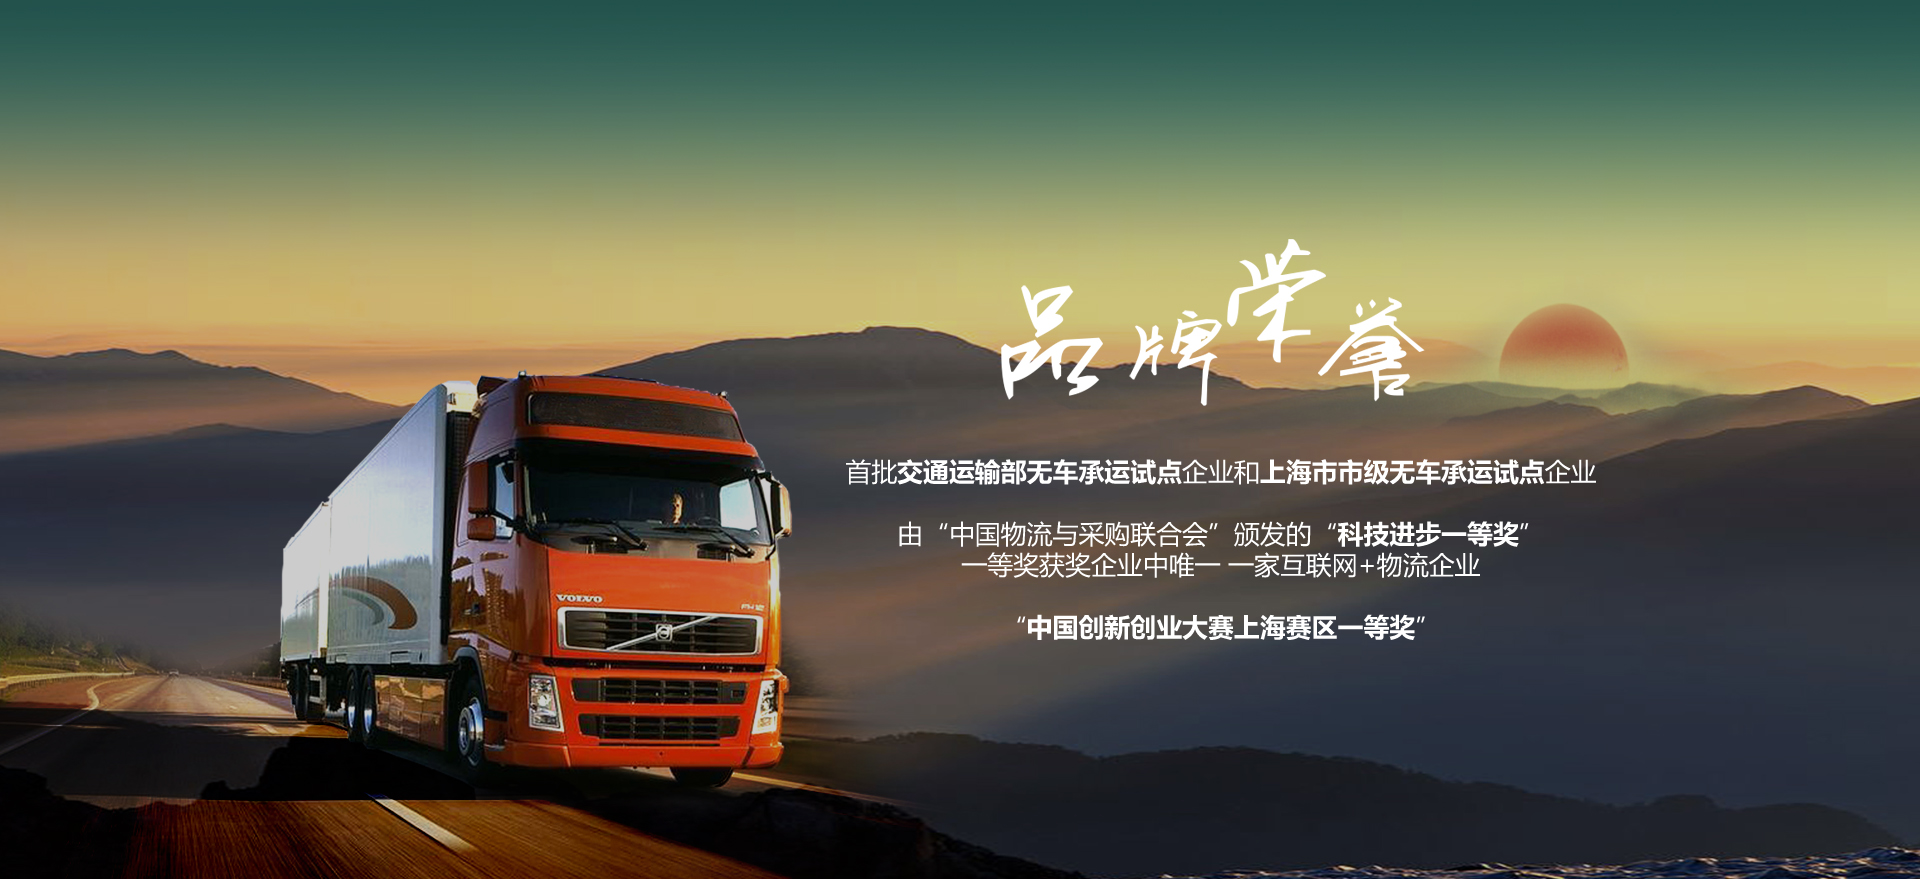 品牌荣誉
首批交通运输部无车承运试点企业和上海市市级无车承运试点企业
由“中国物流与采购联合会”颁发的“科技进步一等奖”
一等奖获奖企业中唯一 一家互联网+物流企业
“中国创新创业大赛上海赛区一等奖”
VOLVO
FH12